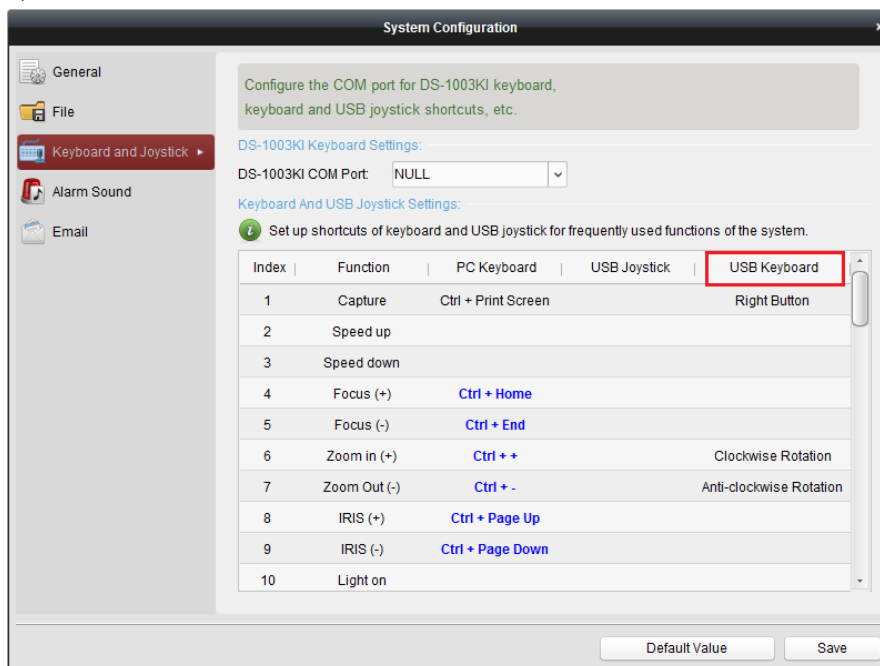 System Configuration
General
File
Keyboard and Joystick
Alarm Sound
Email
Configure the COM port for DS-1003KI keyboard,
keyboard and USB joystick shortcuts, etc.
DS-1003KI Keyboard Settings:
DS-1003KI COM Port: NULL
Keyboard And USB Joystick Settings:
Set up shortcuts of keyboard and USB joystick for frequently used functions of the system.
Index Function PC Keyboard USB Joystick USB Keyboard
1 Capture Ctrl + Print Screen Right Button
2 Speed up
3 Speed down
4 Focus (+) Ctrl + Home
5 Focus (-) Ctrl + End
6 Zoom in (+) Ctrl + + Clockwise Rotation
7 Zoom Out (-) Ctrl + - Anti-clockwise Rotation
8 IRIS (+) Ctrl + Page Up
9 IRIS (-) Ctrl + Page Down
10 Light on
Default Value Save